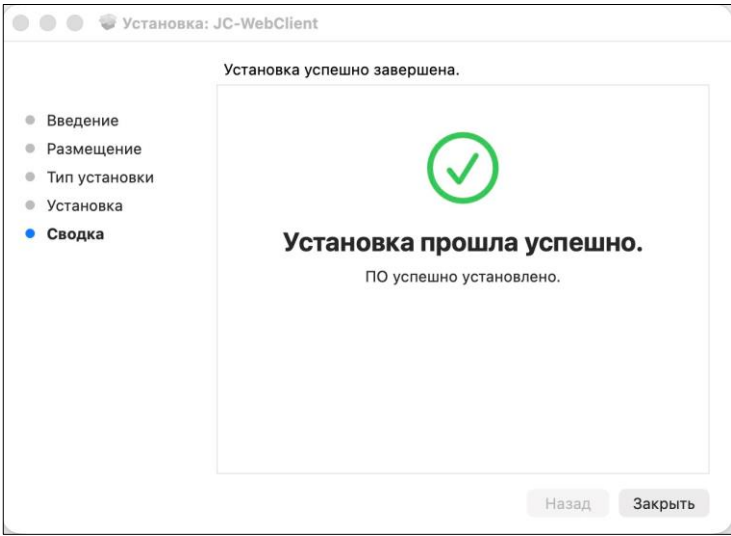 Установка: JC-WebClient
Установка успешно завершена.
Введение
Размещение
Тип установки
Установка
Сводка
Установка прошла успешно.
ПО успешно установлено.
Назад
Закрыть